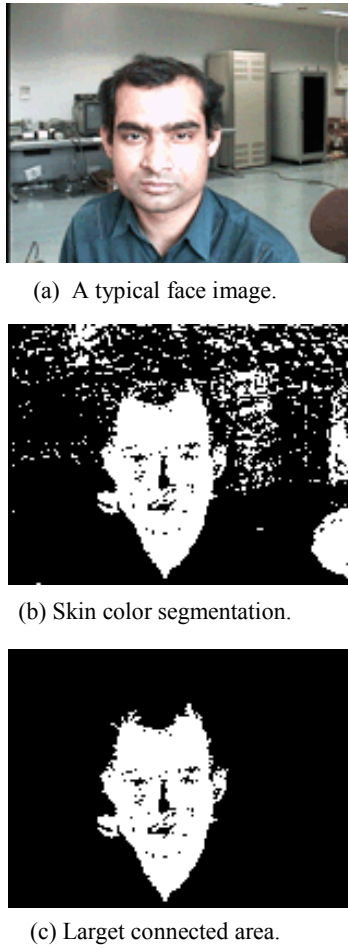 (a) A typical face image.
(b) Skin color segmentation.
(c) Larget connected area.